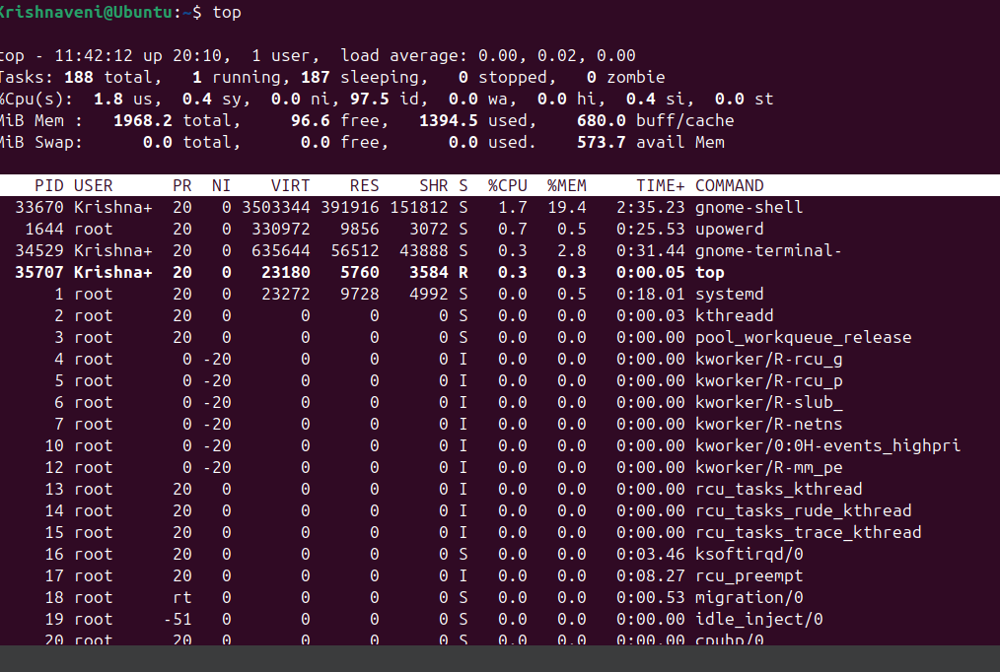 Krishnaveni@Ubuntu:~$ top
top - 11:42:12 up 20:10,  1 user,  load average: 0.00, 0.02, 0.00
Tasks: 188 total,   1 running, 187 sleeping,   0 stopped,   0 zombie
%Cpu(s):  1.8 us,  0.4 sy,  0.0 ni, 97.5 id,  0.0 wa,  0.0 hi,  0.4 si,  0.0 st
MiB Mem :   1968.2 total,     96.6 free,   1394.5 used,    680.0 buff/cache
MiB Swap:      0.0 total,      0.0 free,      0.0 used.    573.7 avail Mem
PID USER      PR  NI    VIRT    RES    SHR S  %CPU  %MEM     TIME+ COMMAND
33670 Krishna+  20   0 3503344 391916 151812 S   1.7  19.4   2:35.23 gnome-shell
1644 root      20   0  330972   9856   3072 S   0.7   0.5   0:25.53 upowerd
34529 Krishna+  20   0  635644  56512  43888 S   0.3   2.8   0:31.44 gnome-terminal-
35707 Krishna+  20   0   23180   5760   3584 R   0.3   0.3   0:00.05 top
1 root      20   0   23272   9728   4992 S   0.0   0.5   0:18.01 systemd
2 root      20   0       0      0      0 S   0.0   0.0   0:00.03 kthreadd
3 root      20   0       0      0      0 S   0.0   0.0   0:00.00 pool_workqueue_release
4 root       0 -20       0      0      0 I   0.0   0.0   0:00.00 kworker/R-rcu_g
5 root       0 -20       0      0      0 I   0.0   0.0   0:00.00 kworker/R-rcu_p
6 root       0 -20       0      0      0 I   0.0   0.0   0:00.00 kworker/R-slub_
7 root       0 -20       0      0      0 I   0.0   0.0   0:00.00 kworker/R-netns
10 root       0 -20       0      0      0 I   0.0   0.0   0:00.00 kworker/0:0H-events_highpri
12 root       0 -20       0      0      0 I   0.0   0.0   0:00.00 kworker/R-mm_pe
13 root      20   0       0      0      0 I   0.0   0.0   0:00.00 rcu_tasks_kthread
14 root      20   0       0      0      0 I   0.0   0.0   0:00.00 rcu_tasks_rude_kthread
15 root      20   0       0      0      0 I   0.0   0.0   0:00.00 rcu_tasks_trace_kthread
16 root      20   0       0      0      0 S   0.0   0.0   0:03.46 ksoftirqd/0
17 root      20   0       0      0      0 I   0.0   0.0   0:08.27 rcu_preempt
18 root      rt   0       0      0      0 S   0.0   0.0   0:00.53 migration/0
19 root     -51   0       0      0      0 S   0.0   0.0   0:00.00 idle_inject/0
20 root      20   0       0      0      0 S   0.0   0.0   0:00.00 cpuhp/0